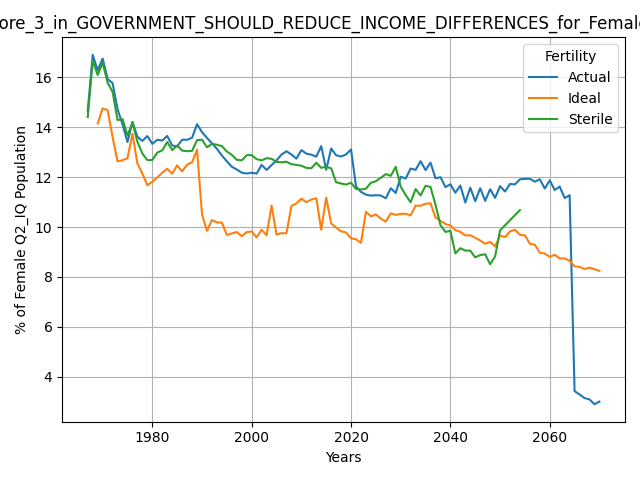 ore_3_in_GOVERNMENT_SHOULD_REDUCE_INCOME_DIFFERENCES_for_Female
Fertility
Actual
Ideal
Sterile
% of Female Q2_IQ Population
16
14
12
10
8
6
4
1980 2000 2020 2040 2060
Years